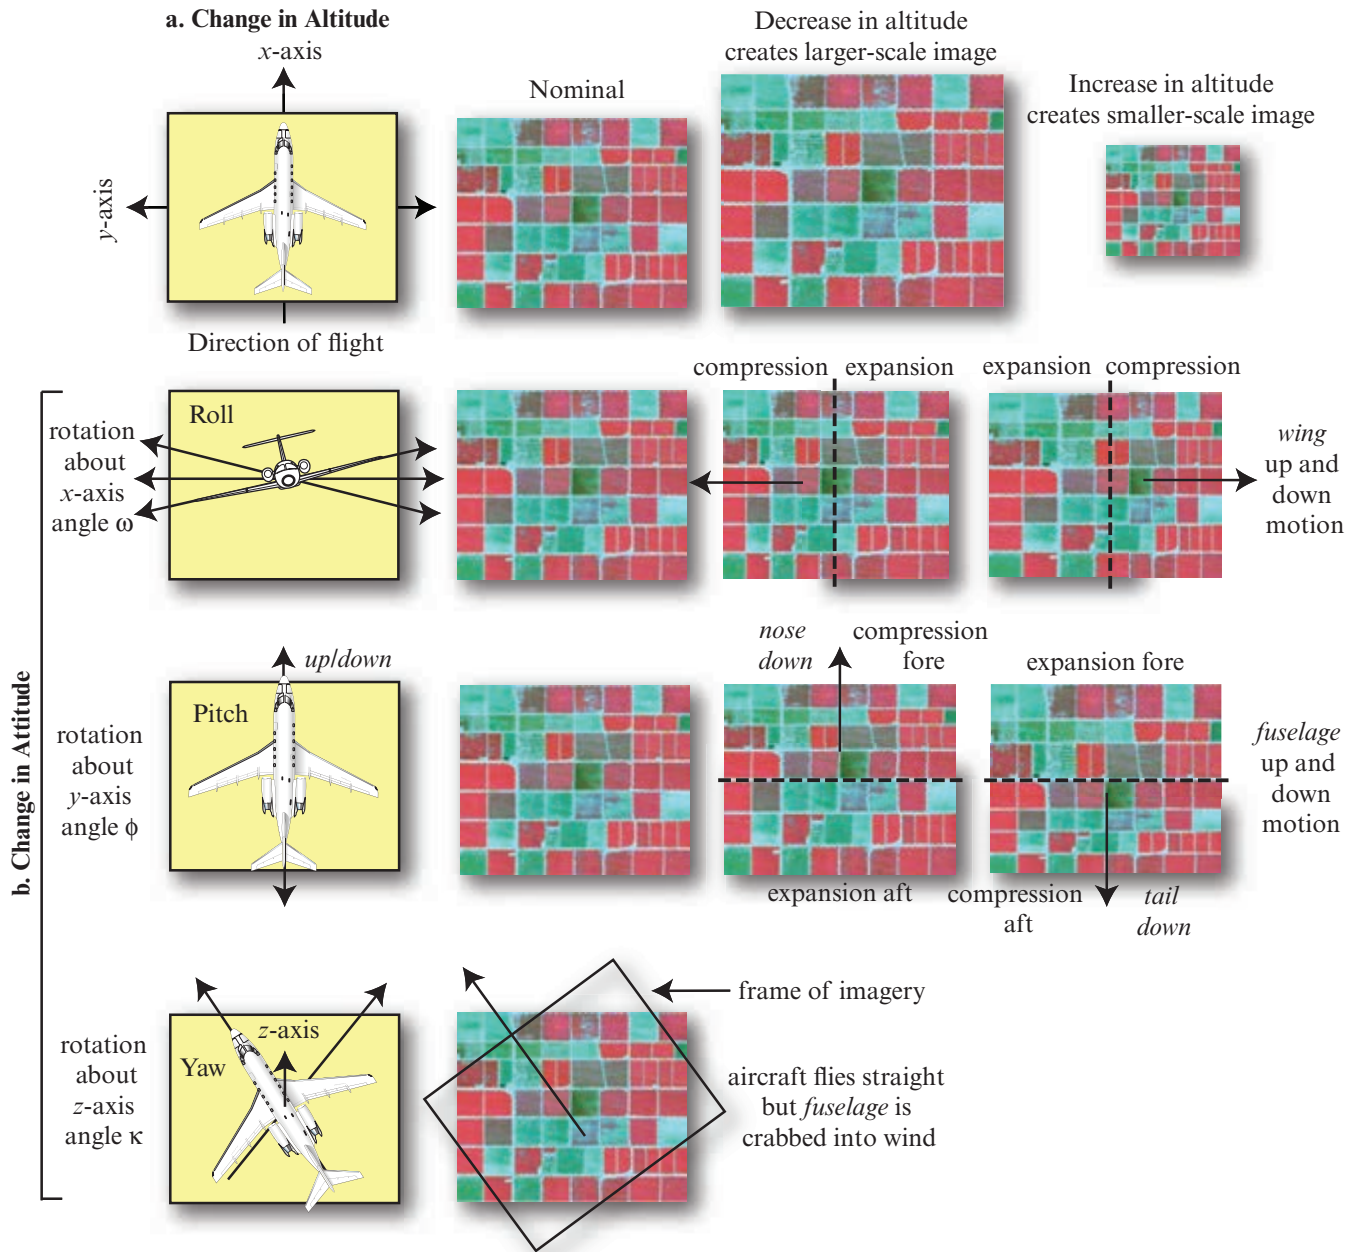 a. Change in Altitude
x-axis
y-axis
Direction of flight
Nominal
Decrease in altitude
creates larger-scale image
Increase in altitude
creates smaller-scale image
b. Change in Attitude
rotation
about
x-axis
angle ω
Roll
compression
expansion
expansion
compression
wing
up and
down
motion
rotation
about
y-axis
angle ϕ
Pitch
up/down
nose
down
compression
fore
expansion aft
expansion fore
compression
aft
tail
down
fuselage
up and
down
motion
rotation
about
z-axis
angle κ
Yaw
z-axis
frame of imagery
aircraft flies straight
but fuselage is
crabbed into wind